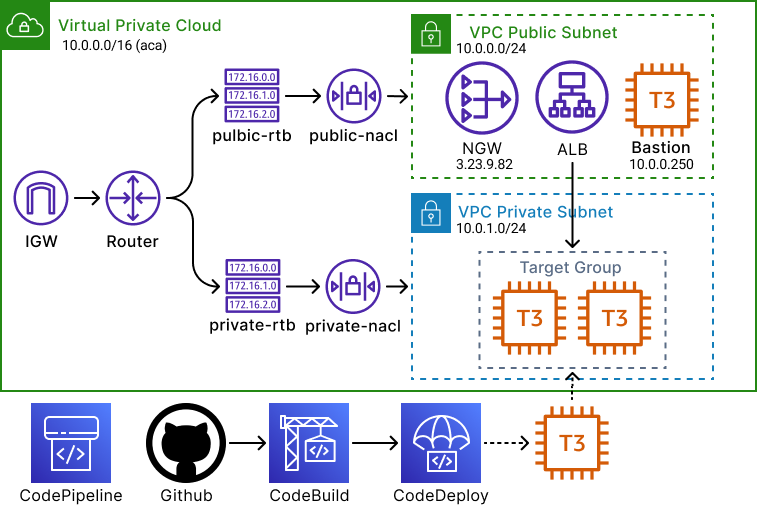 Virtual Private Cloud
10.0.0.0/16 (aca)
VPC Public Subnet
10.0.0.0/24
172.16.0.0
172.16.1.0
172.16.2.0
pulbic-rtb
public-nacl
NGW
3.23.9.82
ALB
T3
Bastion
10.0.0.250
IGW
Router
VPC Private Subnet
10.0.1.0/24
172.16.0.0
172.16.1.0
172.16.2.0
private-rtb
private-nacl
Target Group
T3
T3
CodePipeline
Github
CodeBuild
CodeDeploy
T3